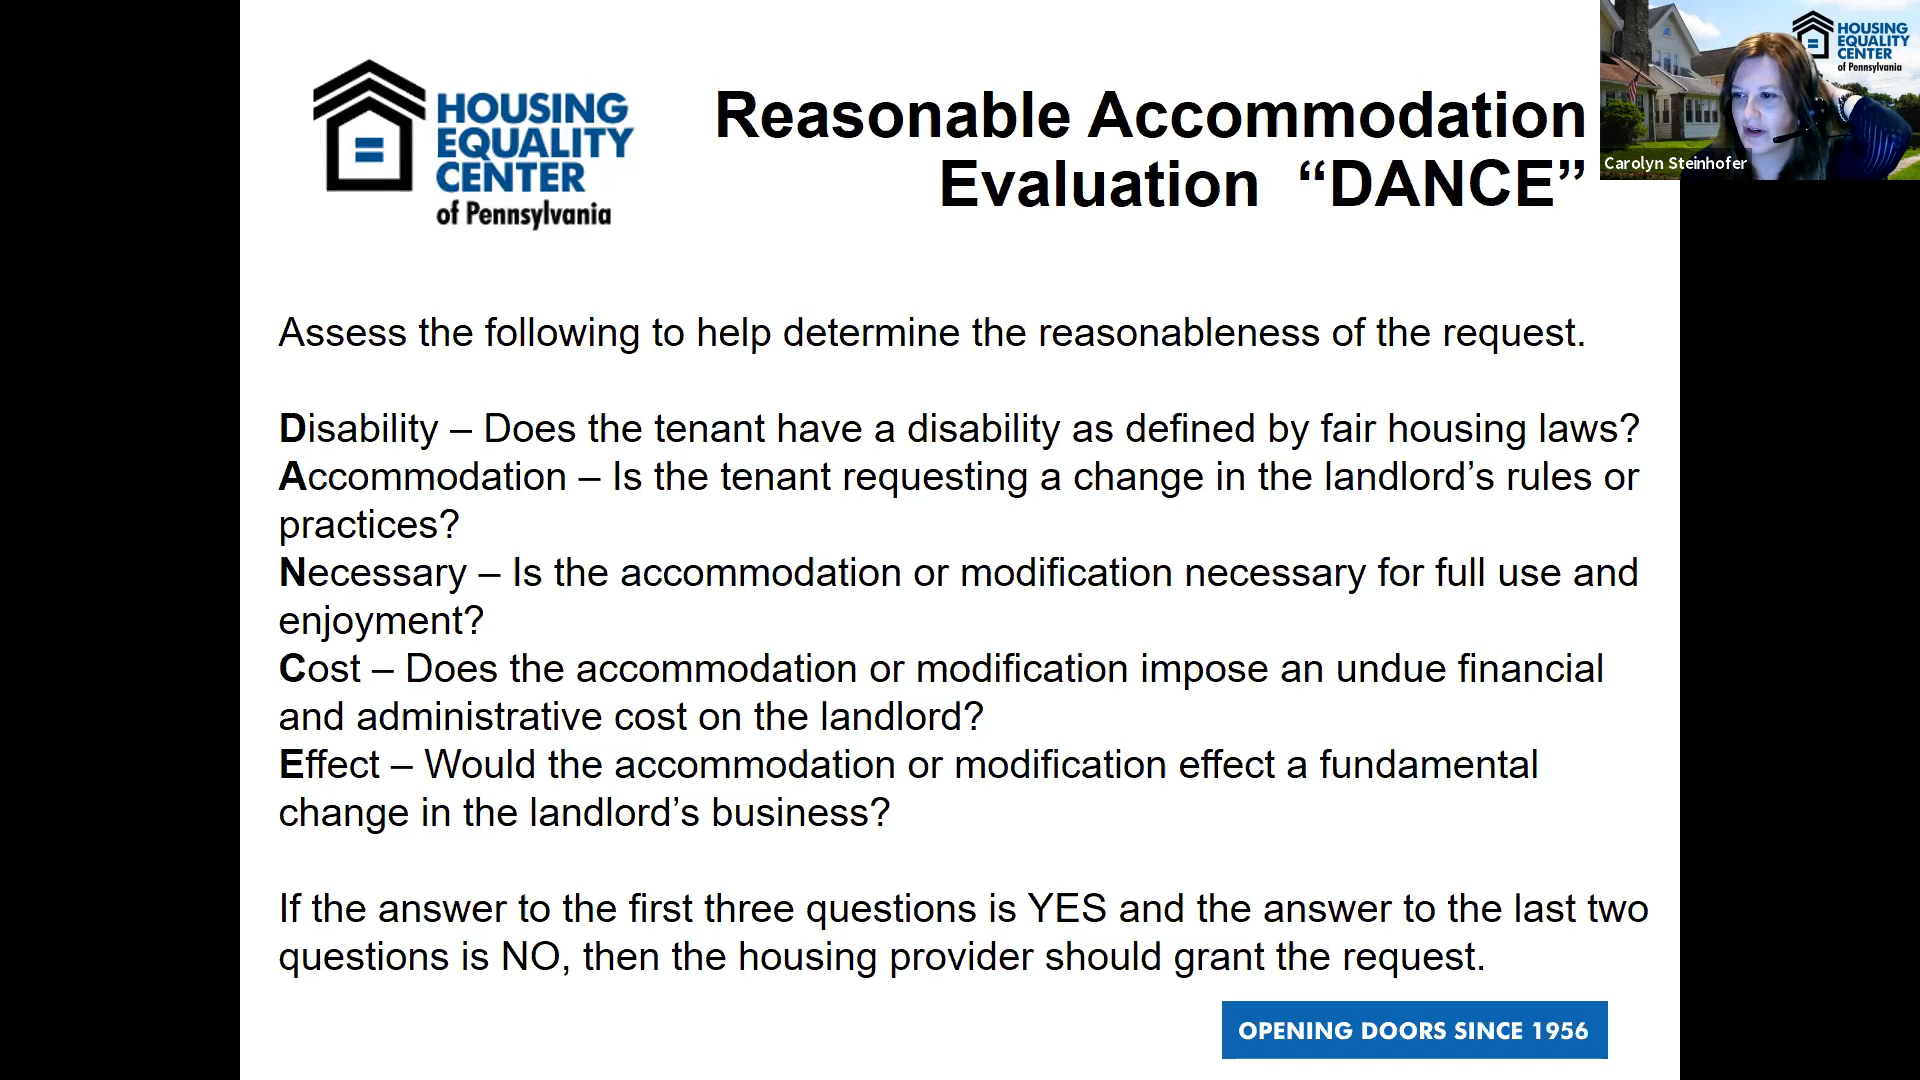 HOUSING
EQUALITY
CENTER
of Pennsylvania
Reasonable Accommodation
Evaluation “DANCE”
HOUSING
EQUALITY
CENTER
of Pennsylvania
Carolyn Steinhofer
Assess the following to help determine the reasonableness of the request.
Disability – Does the tenant have a disability as defined by fair housing laws?
Accommodation – Is the tenant requesting a change in the landlord’s rules or
practices?
Necessary – Is the accommodation or modification necessary for full use and
enjoyment?
Cost – Does the accommodation or modification impose an undue financial
and administrative cost on the landlord?
Effect – Would the accommodation or modification effect a fundamental
change in the landlord’s business?
If the answer to the first three questions is YES and the answer to the last two
questions is NO, then the housing provider should grant the request.
OPENING DOORS SINCE 1956